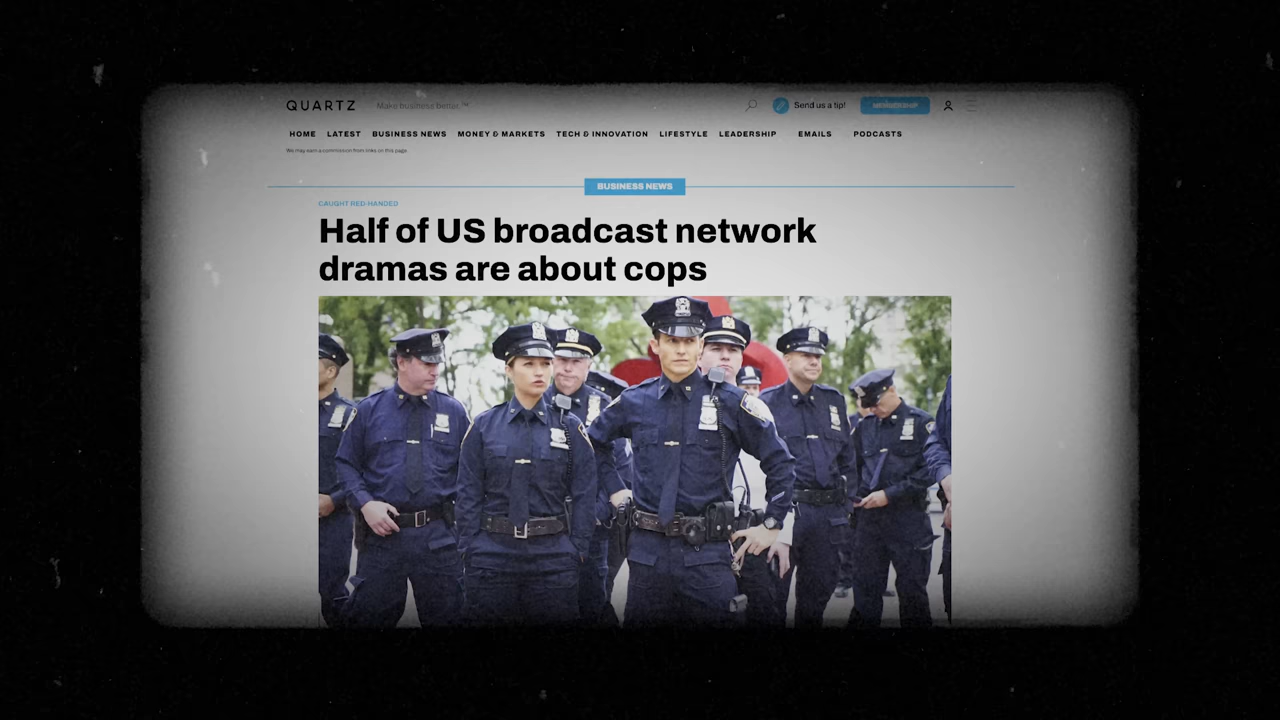 QUARTZ Make business better.™ Send us a tip!
HOME LATEST BUSINESS NEWS MONEY & MARKETS TECH & INNOVATION LIFESTYLE LEADERSHIP EMAILS PODCASTS
We may earn a commission from links on this page.
BUSINESS NEWS
CAUGHT RED-HANDED
Half of US broadcast network
dramas are about cops